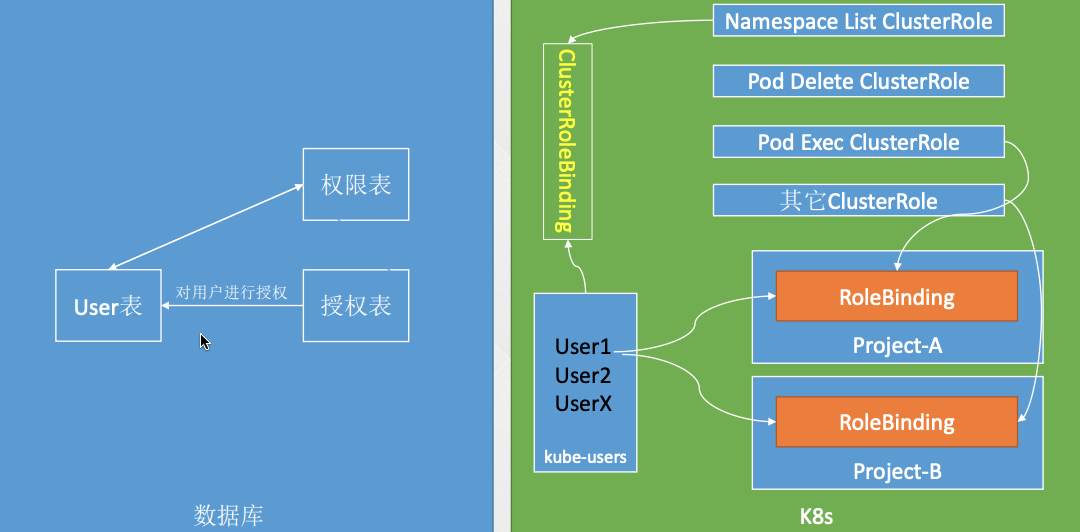 权限表
User表
对用户进行授权
授权表
数据库
Namespace List ClusterRole
ClusterRoleBinding
Pod Delete ClusterRole
Pod Exec ClusterRole
其它ClusterRole
RoleBinding
Project-A
User1
User2
UserX
kube-users
RoleBinding
Project-B
K8s